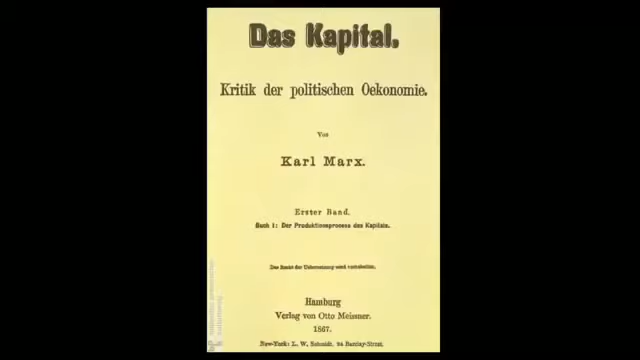 Das Kapital.
Kritik der politischen Oekonomie.
Von
Karl Marx.
Erster Band.
Buch I: Der Produktionsprocess des Kapitals.
Das Recht der Uebersetzung wird vorbehalten.
Hamburg
Verlag von Otto Meissner.
1867.
New-York: L. W. Schmidt. 24 Barclay-Street.